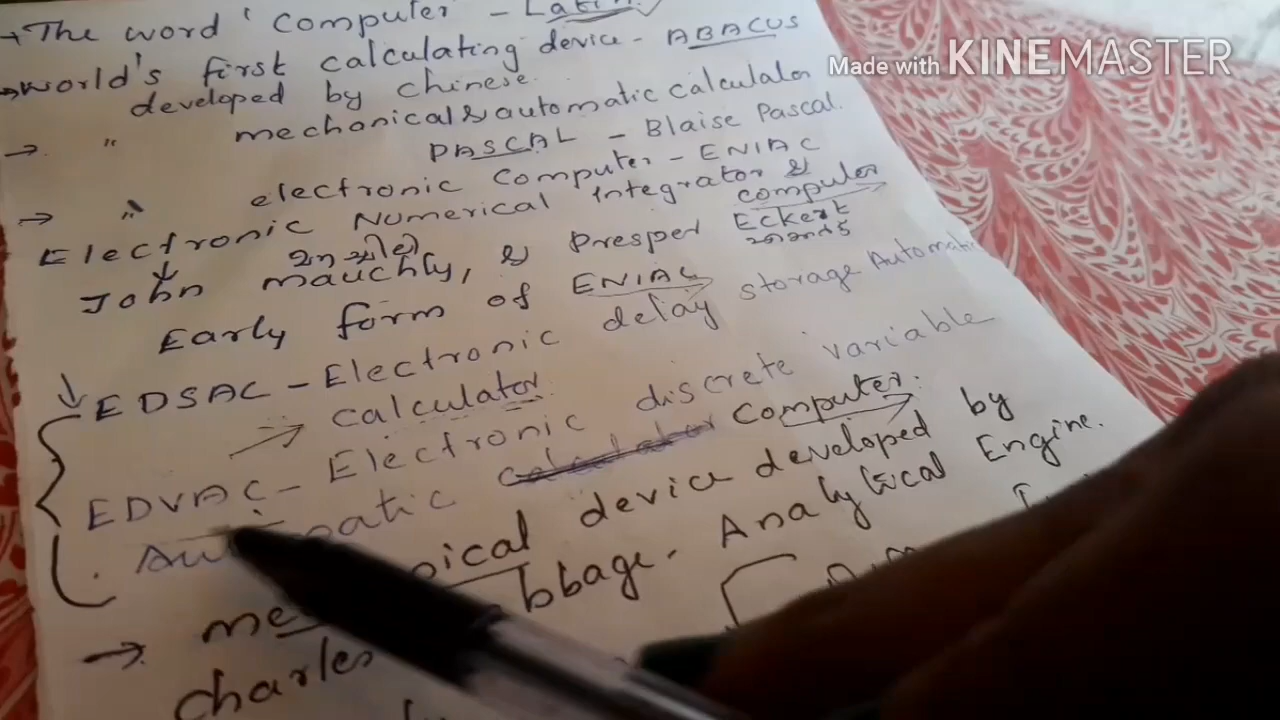 → The word 'computer' - Latin
→ World's first calculating device - ABACUS
developed by chinese.
Made with KINEMASTER
→ " mechanical & automatic calculator
PASCAL - Blaise Pascal.
→ " electronic computer - ENIAC
Electronic Numerical Integrator & computer
John mauchly, & Presper Eckert
Early form of ENIAC
EDSAC - Electronic delay storage Automatic
calculator
EDVAC - Electronic discrete variable
computer.
→ device developed by
charles bbage. Analytical Engine.